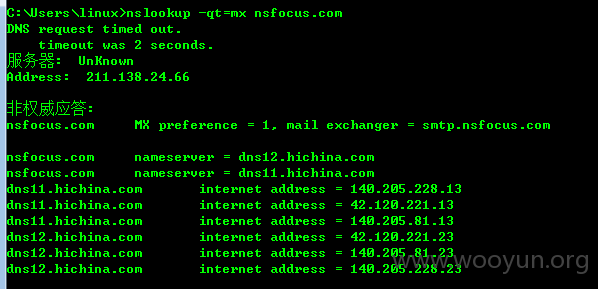 C:\Users\linux>nslookup -qt=mx nsfocus.com
DNS request timed out.
    timeout was 2 seconds.
服务器:  UnKnown
Address:  211.138.24.66

非权威应答:
nsfocus.com     MX preference = 1, mail exchanger = smtp.nsfocus.com

nsfocus.com     nameserver = dns12.hichina.com
nsfocus.com     nameserver = dns11.hichina.com
dns11.hichina.com       internet address = 140.205.228.13
dns11.hichina.com       internet address = 42.120.221.13
dns11.hichina.com       internet address = 140.205.81.13
dns12.hichina.com       internet address = 42.120.221.23
dns12.hichina.com       internet address = 140.205.81.23
dns12.hichina.com       internet address = 140.205.228.23
www.wooyun.org